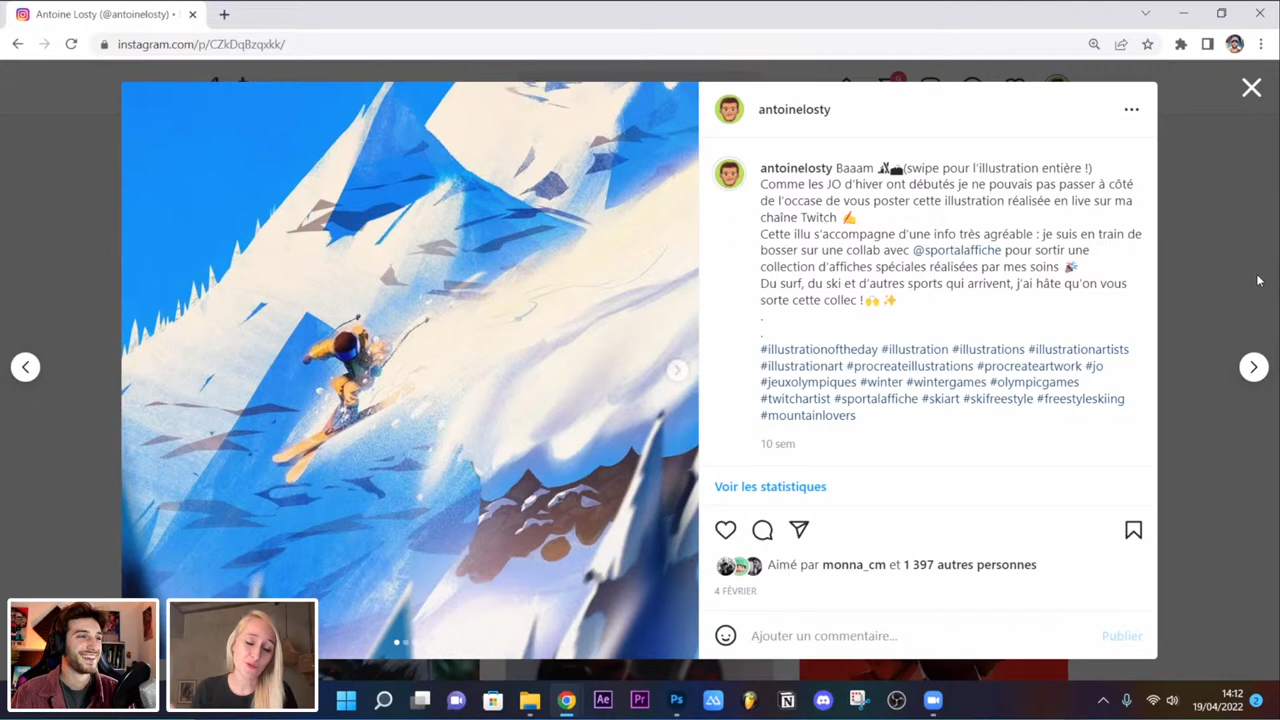 Antoine Losty (@antoinelosty) •
instagram.com/p/CZkDqBzqxkk/
antoinelosty
antoinelosty Baaam (swipe pour l'illustration entière !)
Comme les JO d'hiver ont débutés je ne pouvais pas passer à côté
de l'occase de vous poster cette illustration réalisée en live sur ma
chaîne Twitch ✍️
Cette illu s'accompagne d'une info très agréable : je suis en train de
bosser sur une collab avec @sportalaffiche pour sortir une
collection d'affiches spéciales réalisées par mes soins 🎉
Du surf, du ski et d'autres sports qui arrivent, j'ai hâte qu'on vous
sorte cette collec !🙌 ✨
.
.
#illustrationoftheday #illustration #illustrations #illustrationartists
#illustrationart #procreateillustrations #procreateartwork #jo
#jeuxolympiques #winter #wintergames #olympicgames
#twitchartist #sportalaffiche #skiart #skifreestyle #freestyleskiing
#mountainlovers
10 sem
Voir les statistiques
Aimé par monna_cm et 1 397 autres personnes
4 FÉVRIER
Ajouter un commentaire...
Publier
Ae
Pr
Ps
14:12
19/04/2022